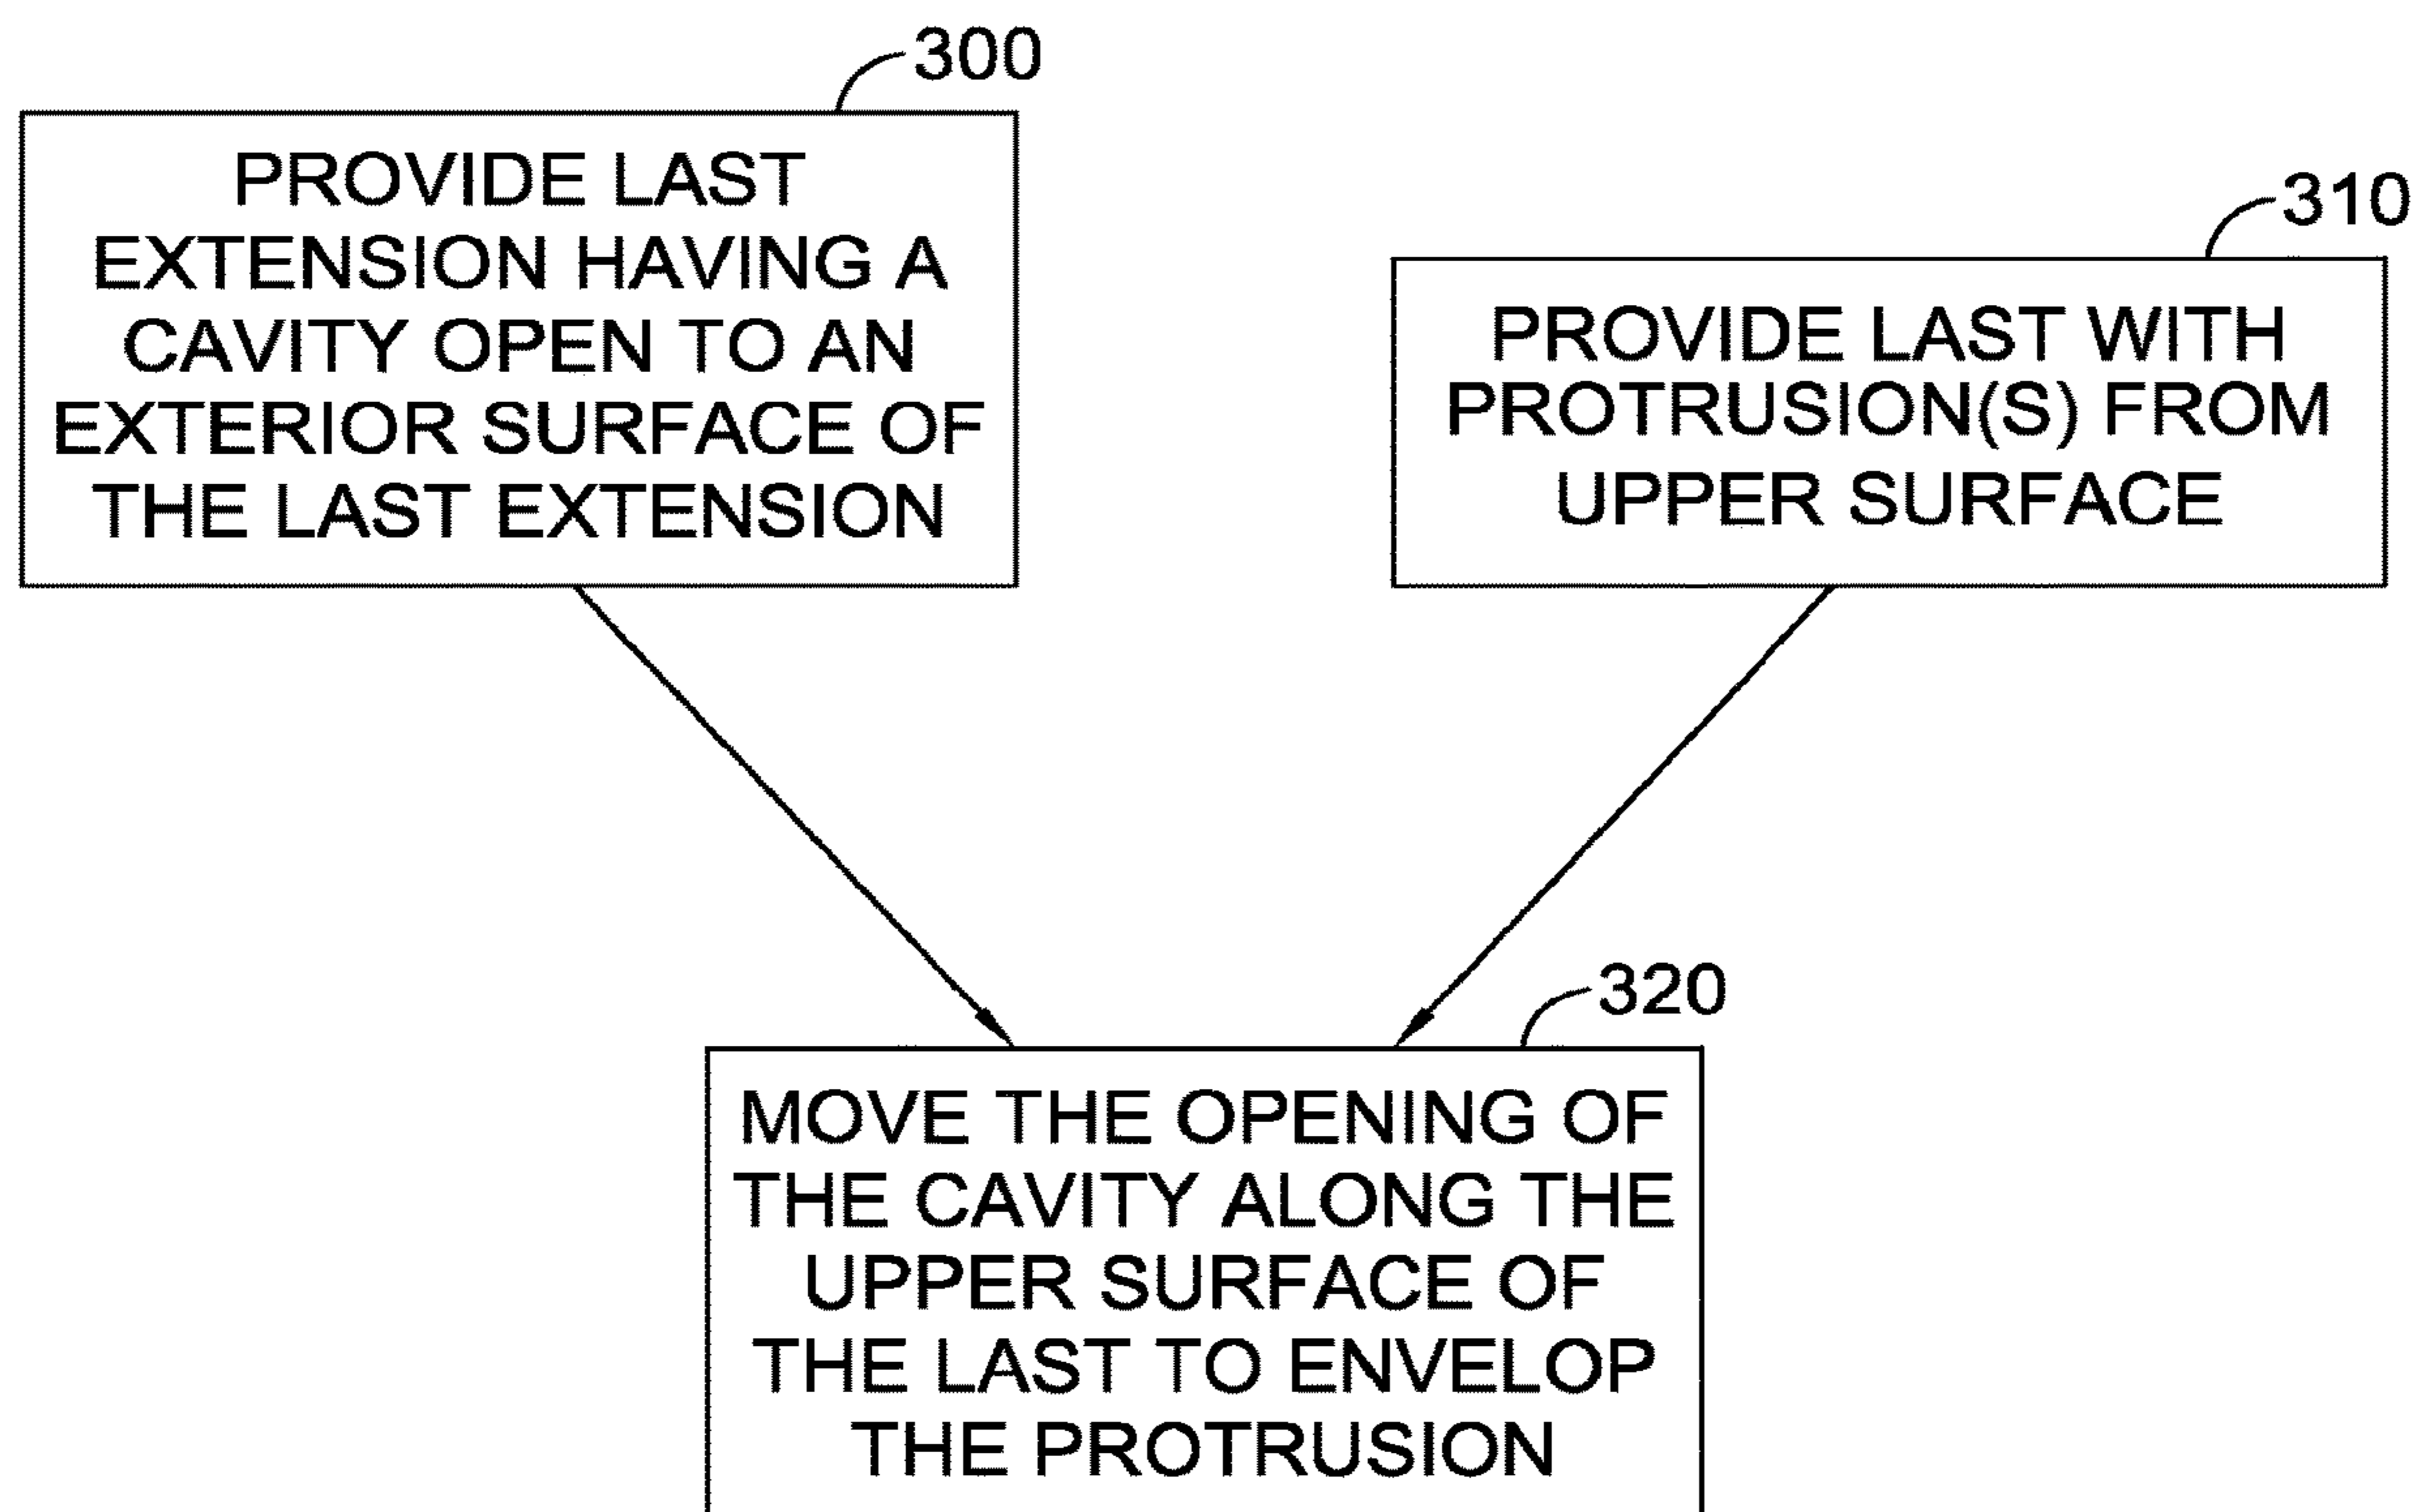 300
PROVIDE LAST
EXTENSION HAVING A
CAVITY OPEN TO AN
EXTERIOR SURFACE OF
THE LAST EXTENSION
310
PROVIDE LAST WITH
PROTRUSION(S) FROM
UPPER SURFACE
320
MOVE THE OPENING OF
THE CAVITY ALONG THE
UPPER SURFACE OF
THE LAST TO ENVELOP
THE PROTRUSION